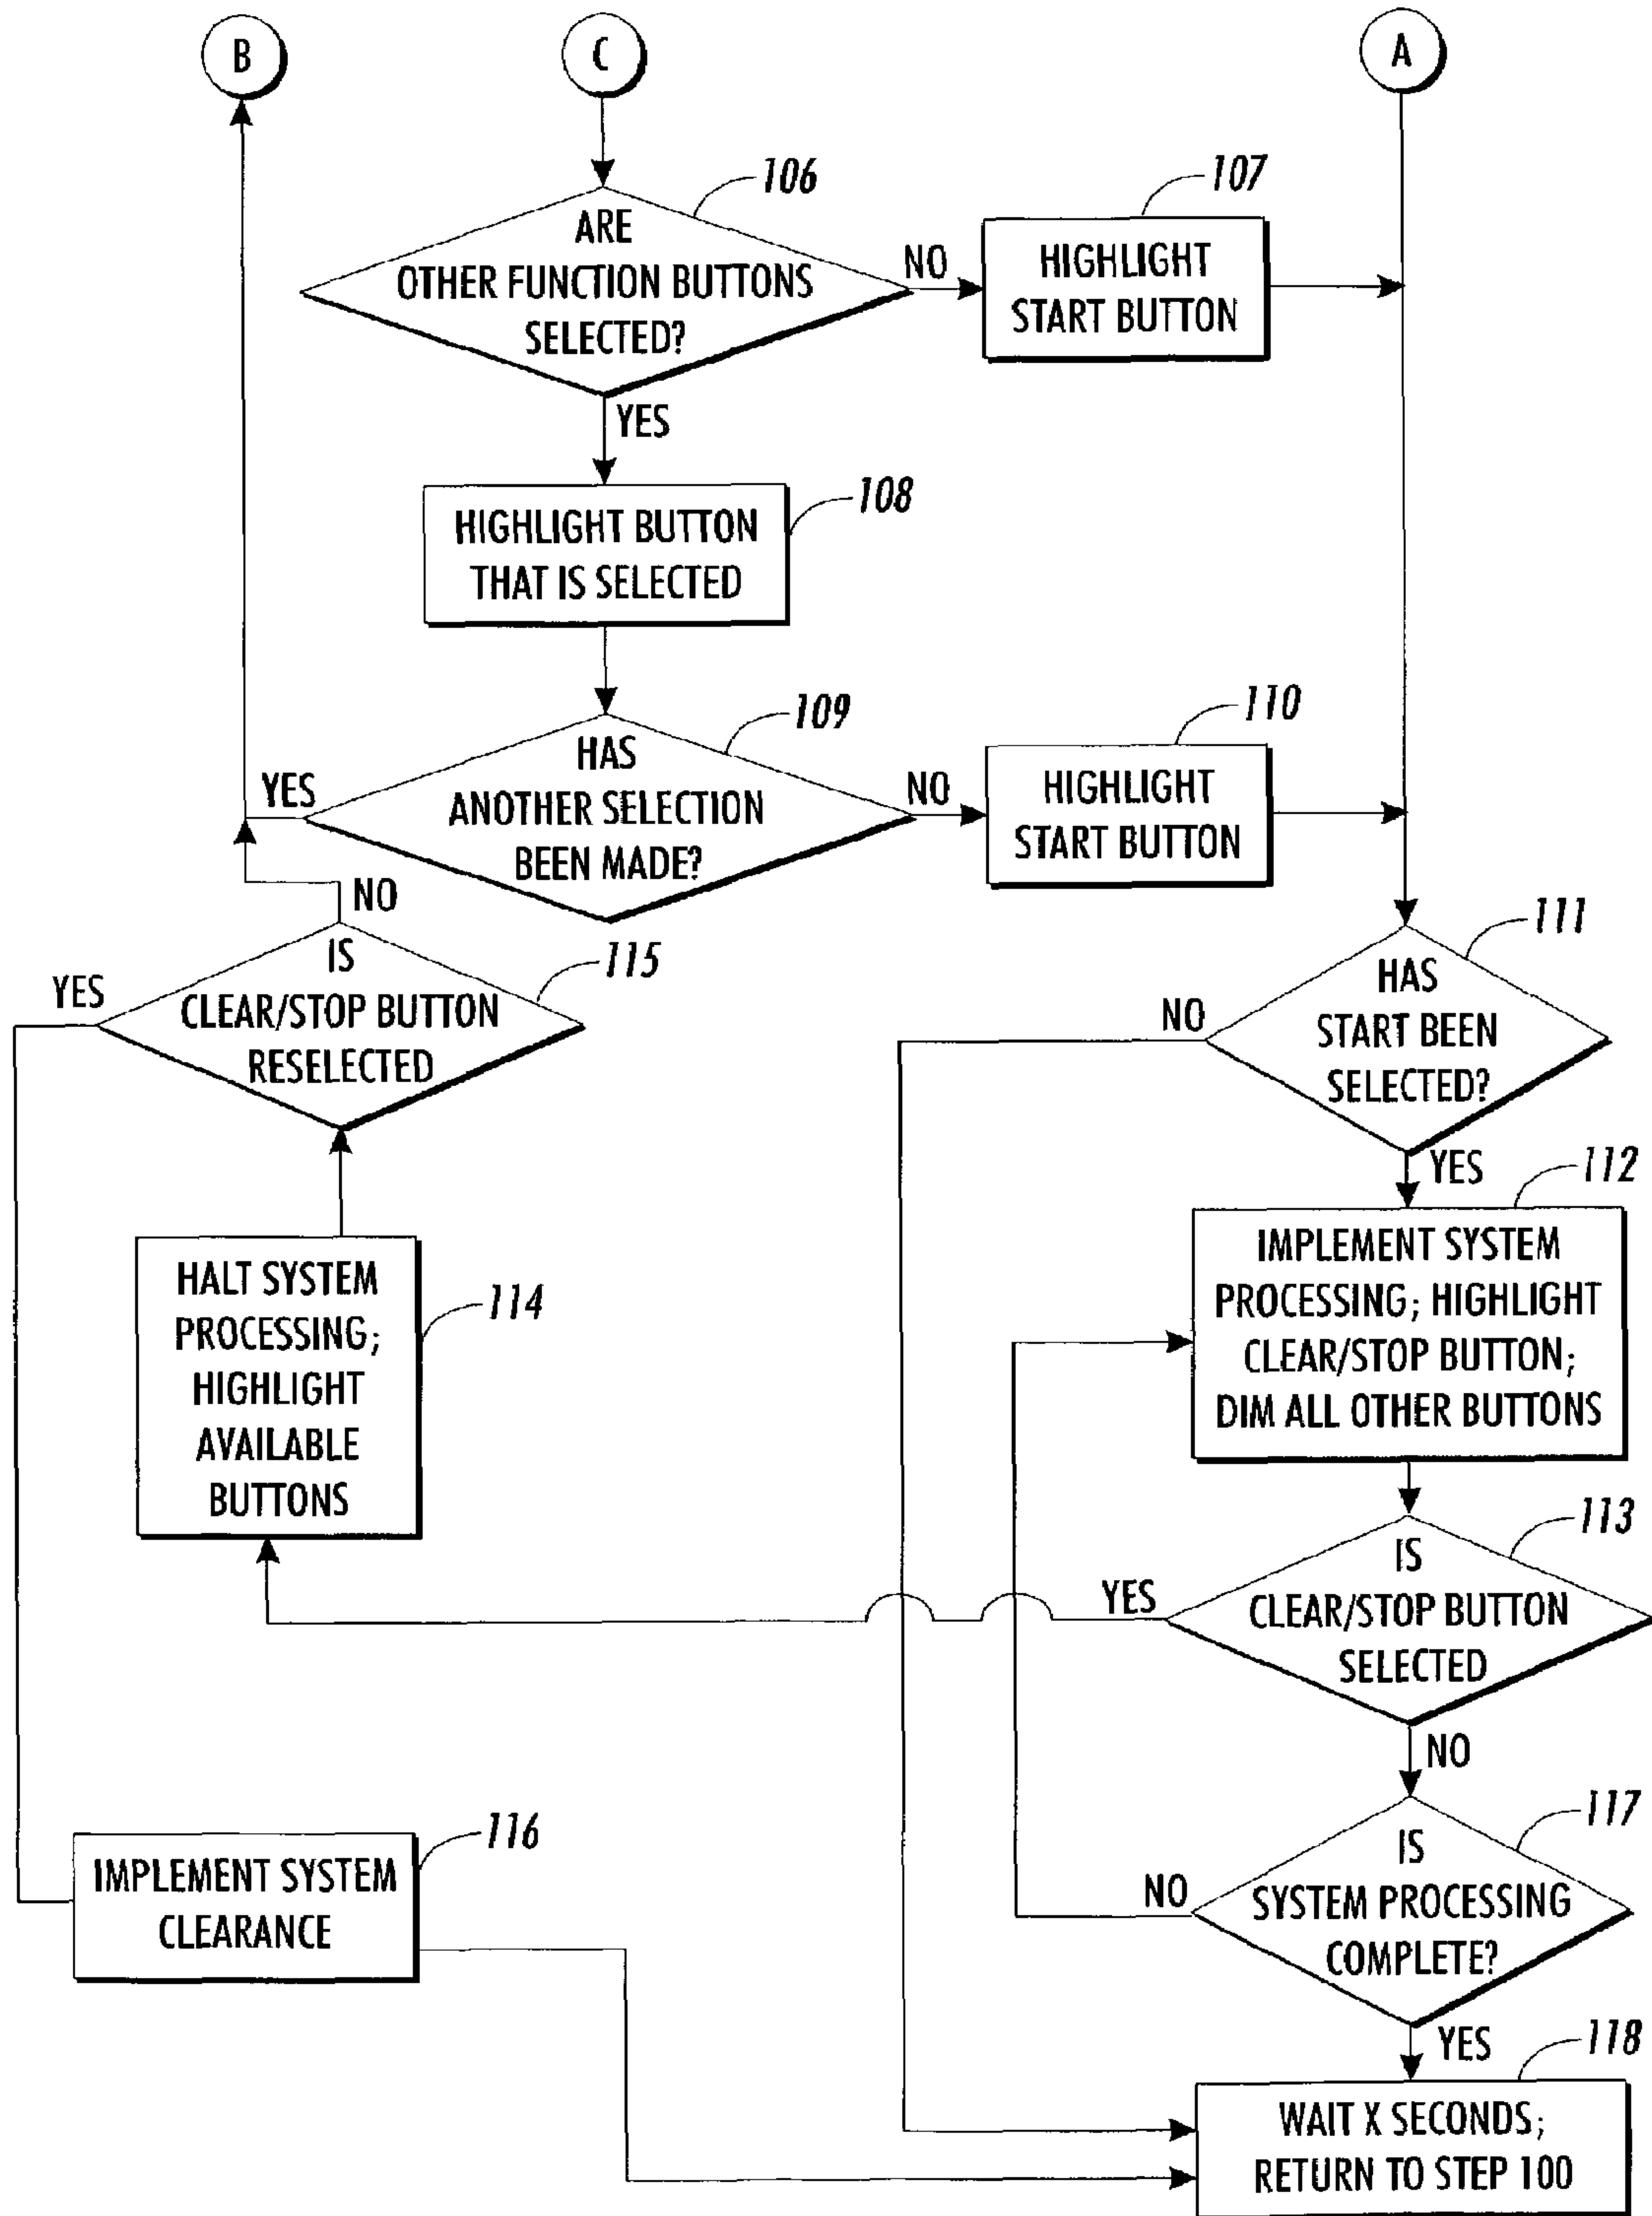 B
C
A
106
ARE
OTHER FUNCTION BUTTONS
SELECTED?
NO
107
HIGHLIGHT
START BUTTON
YES
108
HIGHLIGHT BUTTON
THAT IS SELECTED
109
HAS
ANOTHER SELECTION
BEEN MADE?
YES
NO
110
HIGHLIGHT
START BUTTON
NO
115
IS
CLEAR/STOP BUTTON
RESELECTED
YES
111
HAS
START BEEN
SELECTED?
NO
YES
112
IMPLEMENT SYSTEM
PROCESSING; HIGHLIGHT
CLEAR/STOP BUTTON;
DIM ALL OTHER BUTTONS
114
HALT SYSTEM
PROCESSING;
HIGHLIGHT
AVAILABLE
BUTTONS
113
IS
CLEAR/STOP BUTTON
SELECTED
YES
NO
117
IS
SYSTEM PROCESSING
COMPLETE?
NO
YES
116
IMPLEMENT SYSTEM
CLEARANCE
118
WAIT X SECONDS;
RETURN TO STEP 100